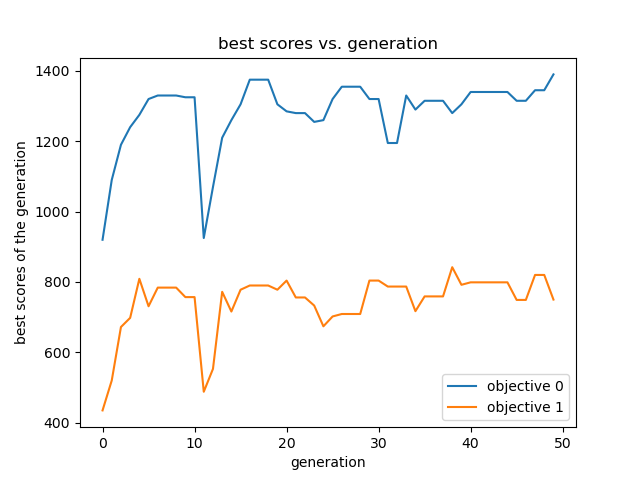 best scores vs. generation
best scores of the generation
1400
1200
1000
800
600
400
0 10 20 30 40 50
generation
objective 0
objective 1